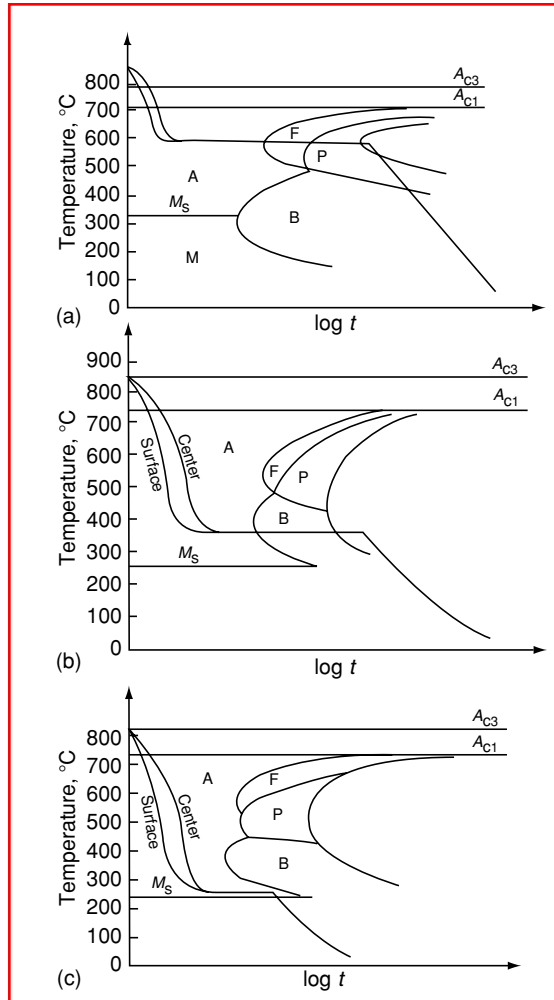 Temperature, °C
800
700
600
500
400
300
200
100
0
A_C3
A_C1
F
P
A
M_S
B
M
(a)
log t
Temperature, °C
900
800
700
600
500
400
300
200
100
0
A_C3
A_C1
Surface
Center
A
F
P
B
M_S
(b)
log t
Temperature, °C
800
700
600
500
400
300
200
100
0
A_C3
A_C1
Surface
Center
A
F
P
B
M_S
(c)
log t